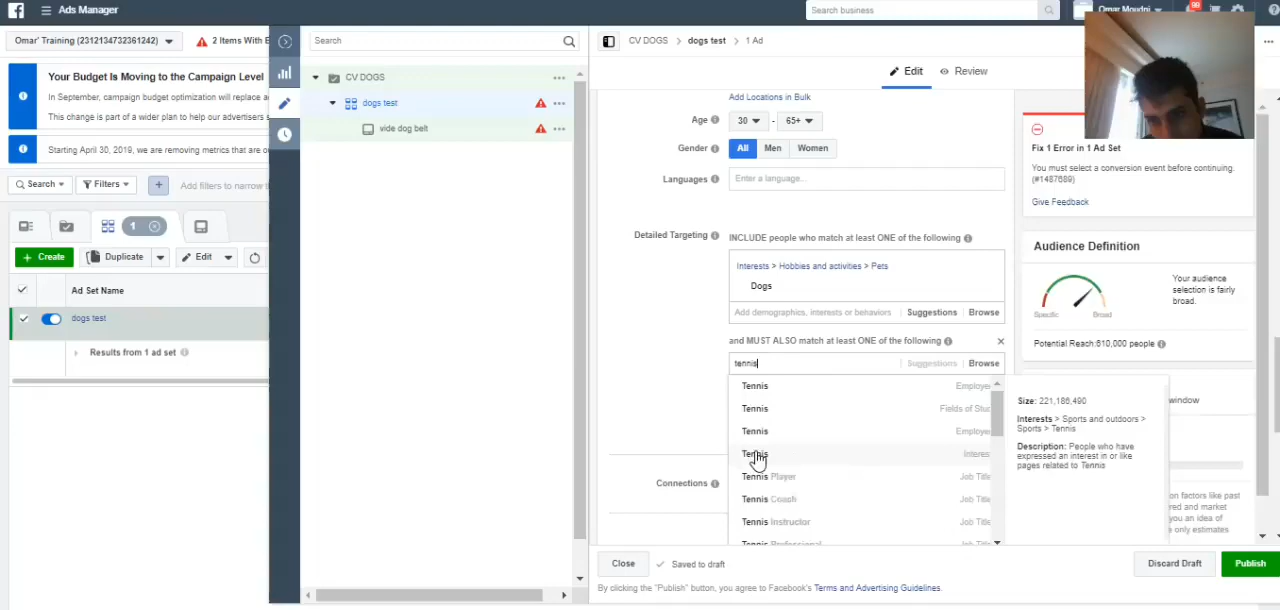 Ads Manager
Search business
Omar Moudni
99
Omar' Training (2312134732361242)
2 Items With E
Your Budget Is Moving to the Campaign Level
In September, campaign budget optimization will replace a
This change is part of a wider plan to help our advertisers s
Starting April 30, 2019, we are removing metrics that are o
Search
Filters
Add filters to narrow th
1
Create
Duplicate
Edit
Ad Set Name
dogs test
Results from 1 ad set
Search
CV DOGS
dogs test
vide dog belt
CV DOGS > dogs test > 1 Ad
Edit
Review
Add Locations in Bulk
Age
30 - 65+
Gender
All Men Women
Languages
Enter a language...
Detailed Targeting
INCLUDE people who match at least ONE of the following
Interests > Hobbies and activities > Pets
Dogs
Add demographics, interests or behaviors
Suggestions Browse
and MUST ALSO match at least ONE of the following
tennis
Suggestions Browse
Tennis Employe
Tennis Fields of Stud
Tennis Employe
Tennis Interes
Tennis Player Job Title
Tennis Coach Job Title
Tennis Instructor Job Title
Tennis Professional Job Title
Size: 221,186,490
Interests > Sports and outdoors >
Sports > Tennis
Description: People who have
expressed an interest in or like
pages related to Tennis
Connections
Fix 1 Error in 1 Ad Set
You must select a conversion event before continuing.
(#1487689)
Give Feedback
Audience Definition
Your audience
selection is fairly
broad.
Specific Broad
Potential Reach:610,000 people
window
on factors like past
red and market
you an idea of
e only estimates
Close
Saved to draft
Discard Draft
Publish
By clicking the "Publish" button, you agree to Facebook's Terms and Advertising Guidelines.